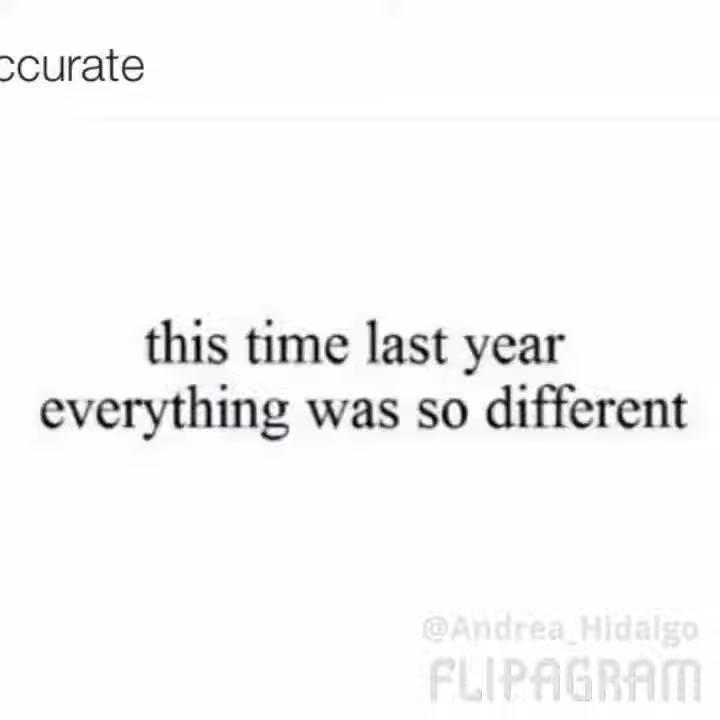 ccurate
this time last year
everything was so different
@Andrea_Hidalgo
FLIPAGRAM